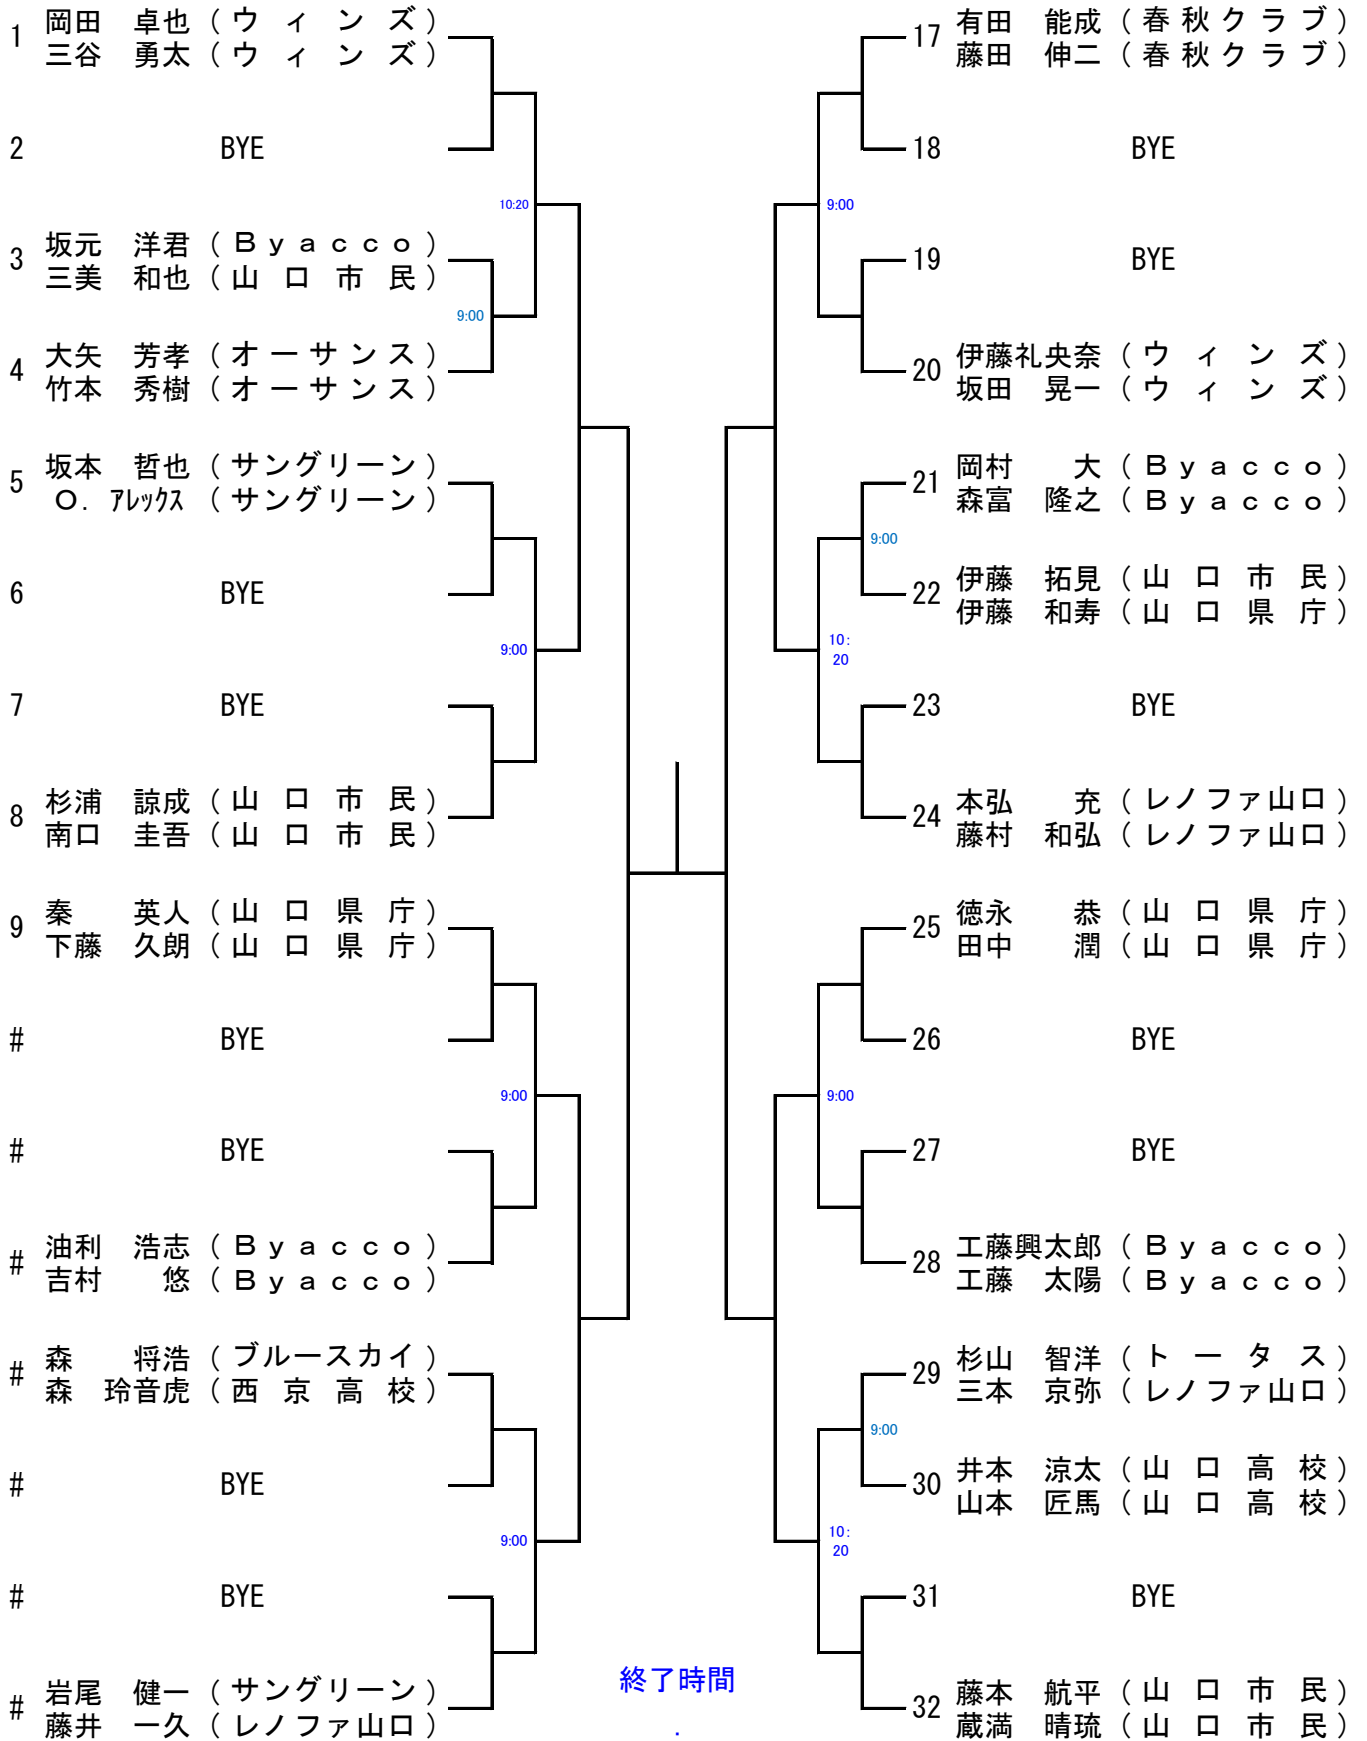 1 岡田　卓也（ウィンズ）
三谷　勇太（ウィンズ）
2 BYE
10:20
3 坂元　洋君（Ｂｙａｃｃｏ）
三美　和也（山口市民）
9:00
4 大矢　芳孝（オーサンス）
竹本　秀樹（オーサンス）
5 坂本　哲也（サングリーン）
Ｏ．ｱﾚｯｸｽ（サングリーン）
6 BYE
9:00
7 BYE
8 杉浦　諒成（山口市民）
南口　圭吾（山口市民）
9 秦　　英人（山口県庁）
下藤　久朗（山口県庁）
# BYE
9:00
# BYE
# 油利　浩志（Ｂｙａｃｃｏ）
吉村　　悠（Ｂｙａｃｃｏ）
# 森　　将浩（ブルースカイ）
森　玲音虎（西京高校）
# BYE
9:00
# BYE
# 岩尾　健一（サングリーン）
藤井　一久（レノファ山口）
17 有田　能成（春秋クラブ）
藤田　伸二（春秋クラブ）
18 BYE
9:00
19 BYE
20 伊藤礼央奈（ウィンズ）
坂田　晃一（ウィンズ）
21 岡村　　大（Ｂｙａｃｃｏ）
森富　隆之（Ｂｙａｃｃｏ）
9:00
22 伊藤　拓見（山口市民）
伊藤　和寿（山口県庁）
10:
20
23 BYE
24 本弘　　充（レノファ山口）
藤村　和弘（レノファ山口）
25 徳永　　恭（山口県庁）
田中　　潤（山口県庁）
26 BYE
9:00
27 BYE
28 工藤興太郎（Ｂｙａｃｃｏ）
工藤　太陽（Ｂｙａｃｃｏ）
29 杉山　智洋（トータス）
三本　京弥（レノファ山口）
9:00
30 井本　涼太（山口高校）
山本　匠馬（山口高校）
10:
20
31 BYE
32 藤本　航平（山口市民）
蔵満　晴琉（山口市民）
終了時間
.